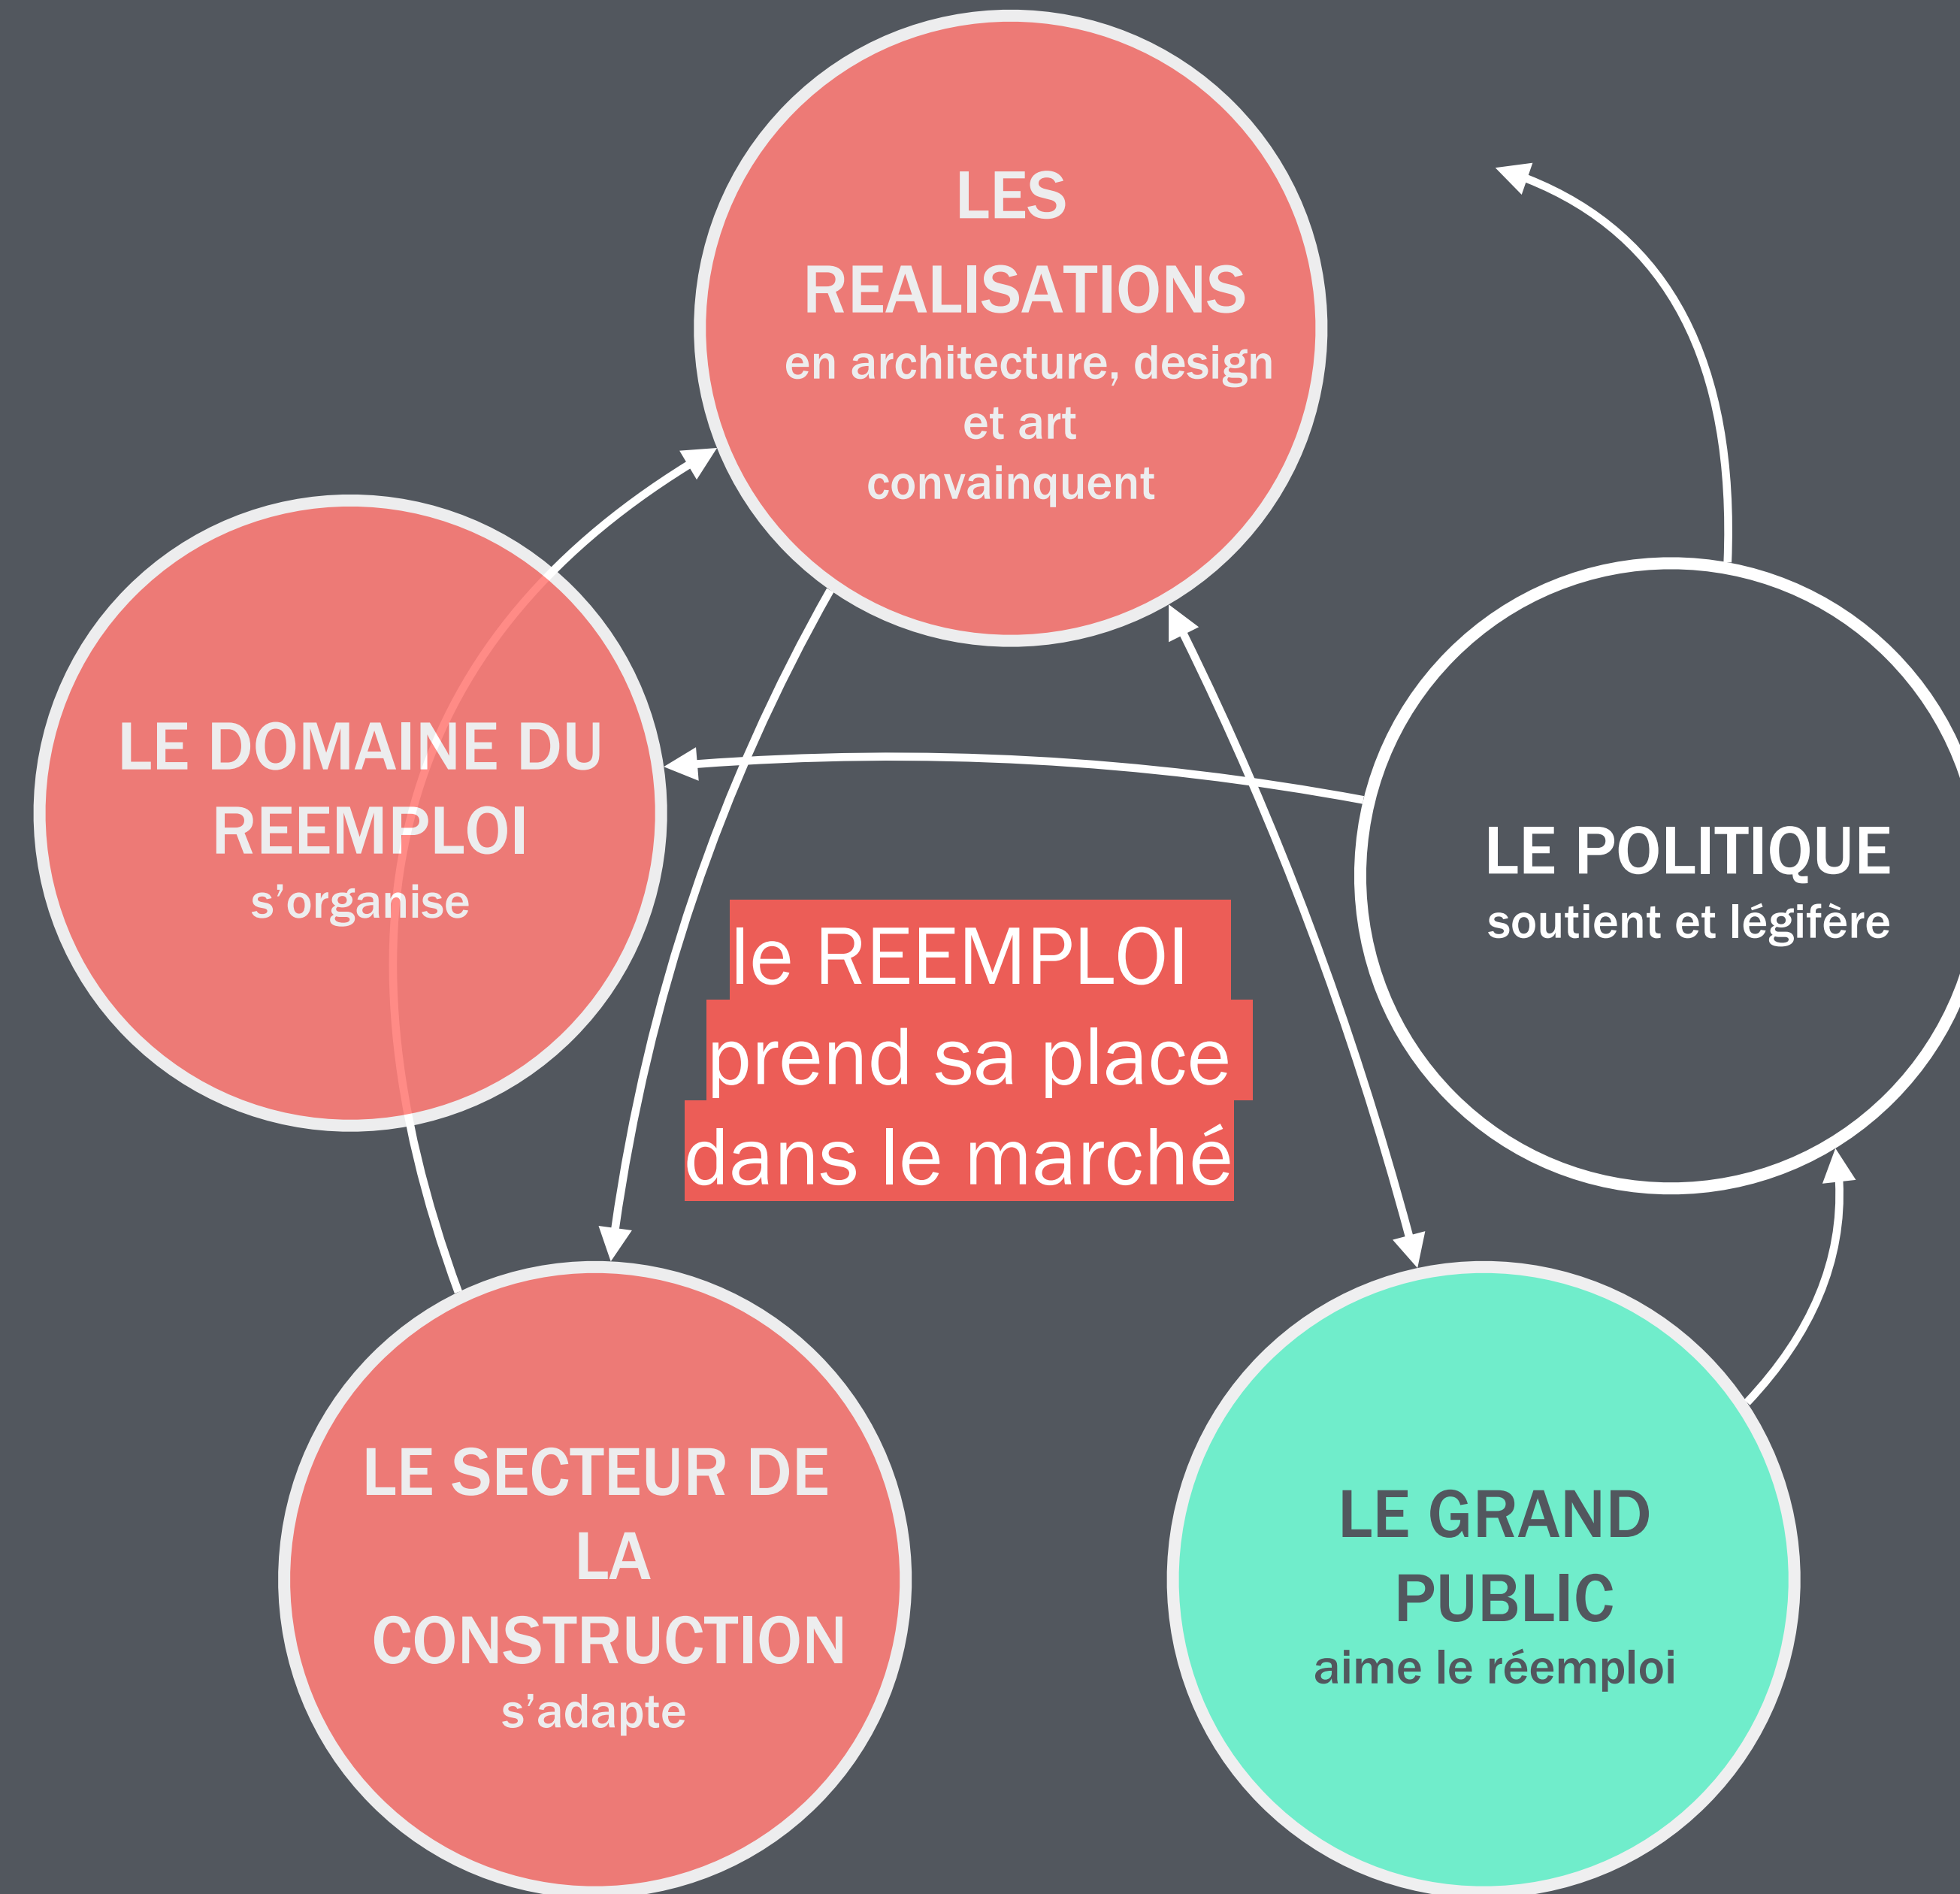 LES
REALISATIONS
en architecture, design
et art
convainquent
LE DOMAINE DU
REEMPLOI
s’organise
LE POLITIQUE
soutient et légifére
le REEMPLOI
prend sa place
dans le marché
LE SECTEUR DE
LA
CONSTRUCTION
s’adapte
LE GRAND
PUBLIC
aime le réemploi